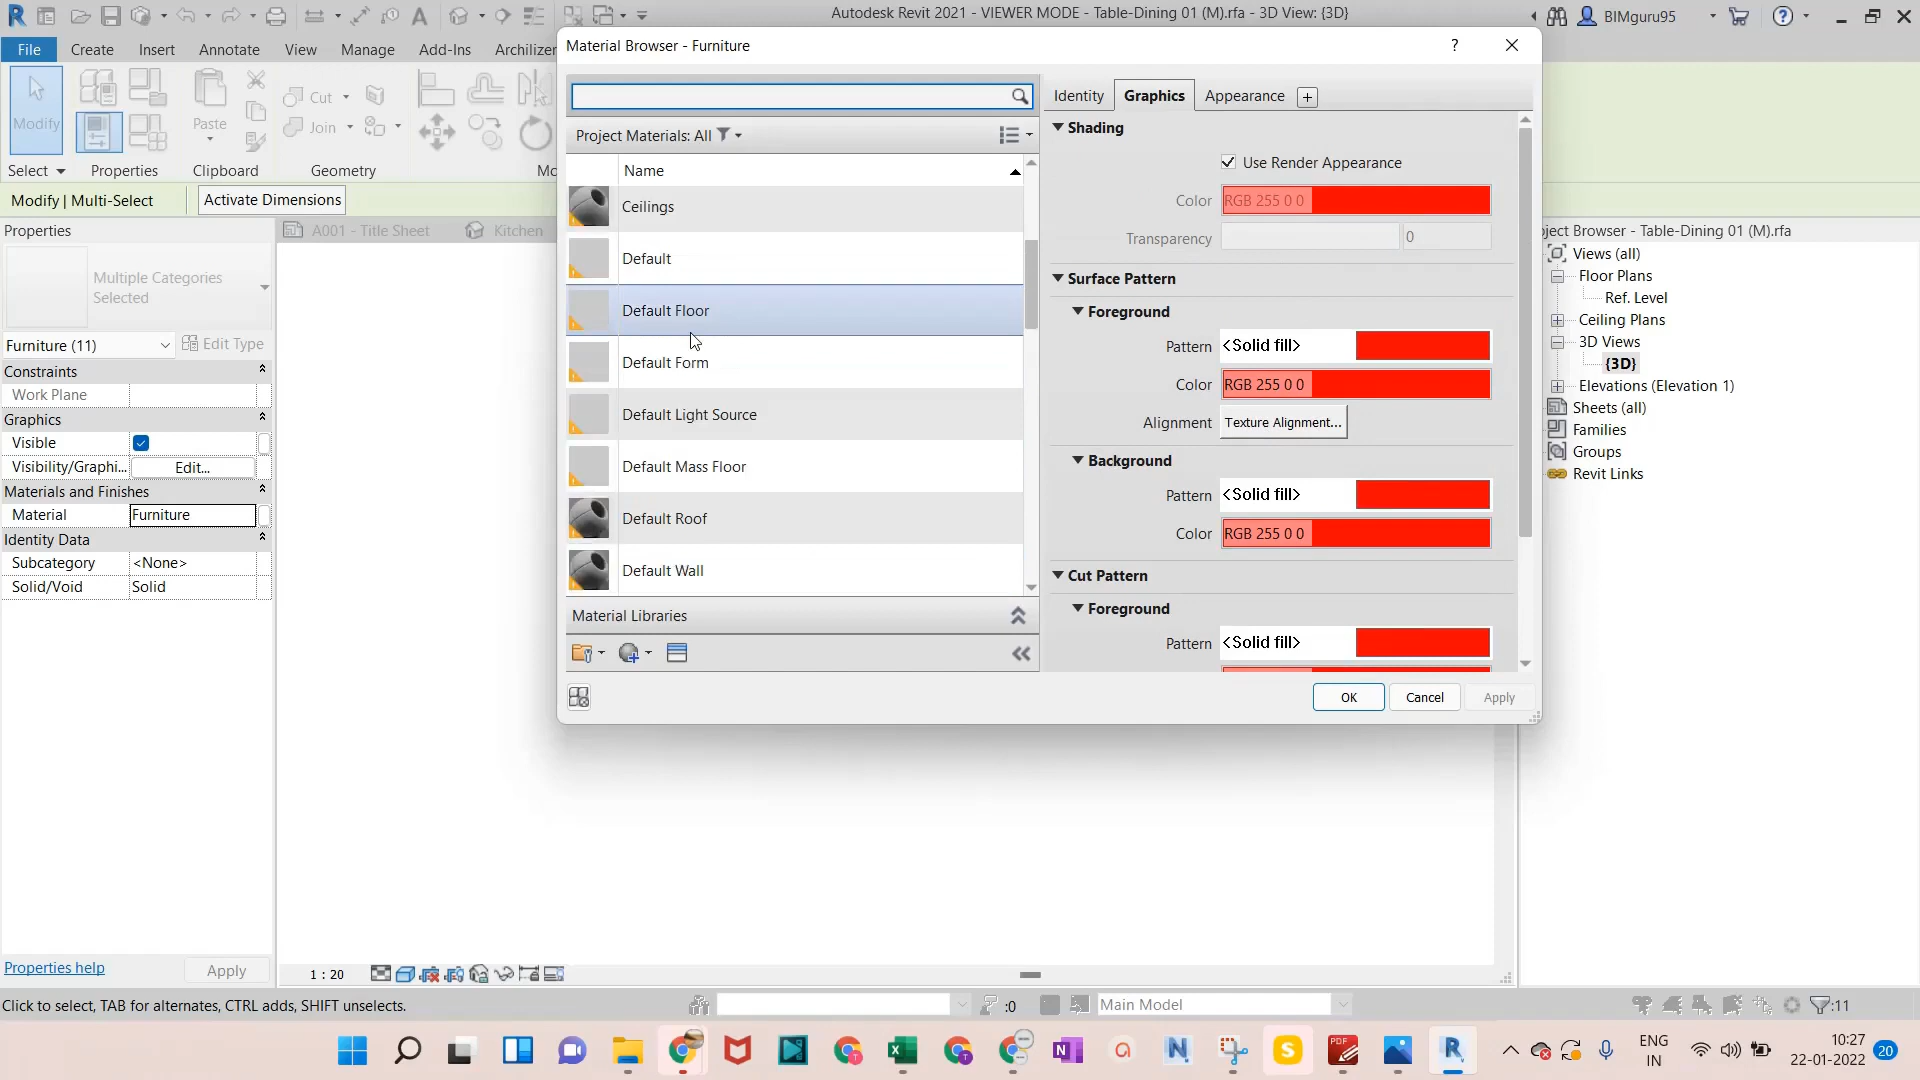 Autodesk Revit 2021 - VIEWER MODE - Table-Dining 01 (M).rfa - 3D View: {3D}
BIMguru95
File Create Insert Annotate View Manage Add-Ins Archilizer
Material Browser - Furniture
?
Modify
Paste
Cut
Join
Select Properties Clipboard Geometry
Modify | Multi-Select
Activate Dimensions
Properties
Multiple Categories
Selected
Furniture (11)
Edit Type
Constraints
Work Plane
Graphics
Visible
Visibility/Graphi... Edit...
Materials and Finishes
Material Furniture
Identity Data
Subcategory <None>
Solid/Void Solid
Properties help
Apply
A001 - Title Sheet
Kitchen
Project Materials: All
Name
Ceilings
Default
Default Floor
Default Form
Default Light Source
Default Mass Floor
Default Roof
Default Wall
Material Libraries
Identity Graphics Appearance +
Shading
Use Render Appearance
Color RGB 255 0 0
Transparency 0
Surface Pattern
Foreground
Pattern <Solid fill>
Color RGB 255 0 0
Alignment Texture Alignment...
Background
Pattern <Solid fill>
Color RGB 255 0 0
Cut Pattern
Foreground
Pattern <Solid fill>
OK Cancel Apply
ject Browser - Table-Dining 01 (M).rfa
Views (all)
Floor Plans
Ref. Level
Ceiling Plans
3D Views
{3D}
Elevations (Elevation 1)
Sheets (all)
Families
Groups
Revit Links
1 : 20
Click to select, TAB for alternates, CTRL adds, SHIFT unselects.
:0
Main Model
:11
ENG
IN
10:27
22-01-2022
20